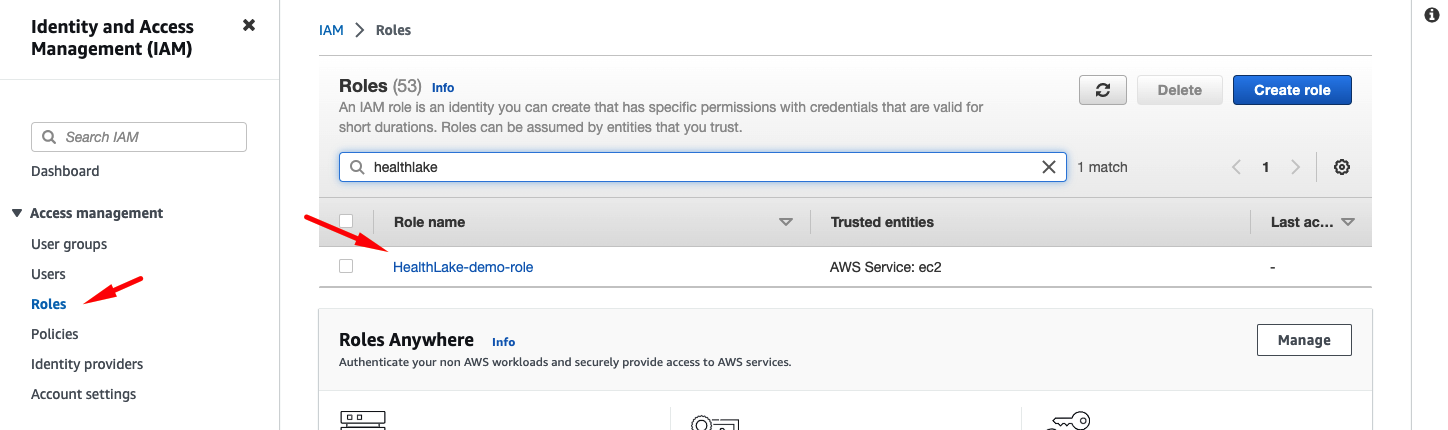 Identity and Access
Management (IAM)
Search IAM
Dashboard
Access management
User groups
Users
Roles
Policies
Identity providers
Account settings
IAM > Roles
Roles (53) Info
An IAM role is an identity you can create that has specific permissions with credentials that are valid for
short durations. Roles can be assumed by entities that you trust.
Delete
Create role
healthlake
1 match
1
Role name
Trusted entities
Last ac...
HealthLake-demo-role
AWS Service: ec2
-
Roles Anywhere Info
Authenticate your non AWS workloads and securely provide access to AWS services.
Manage